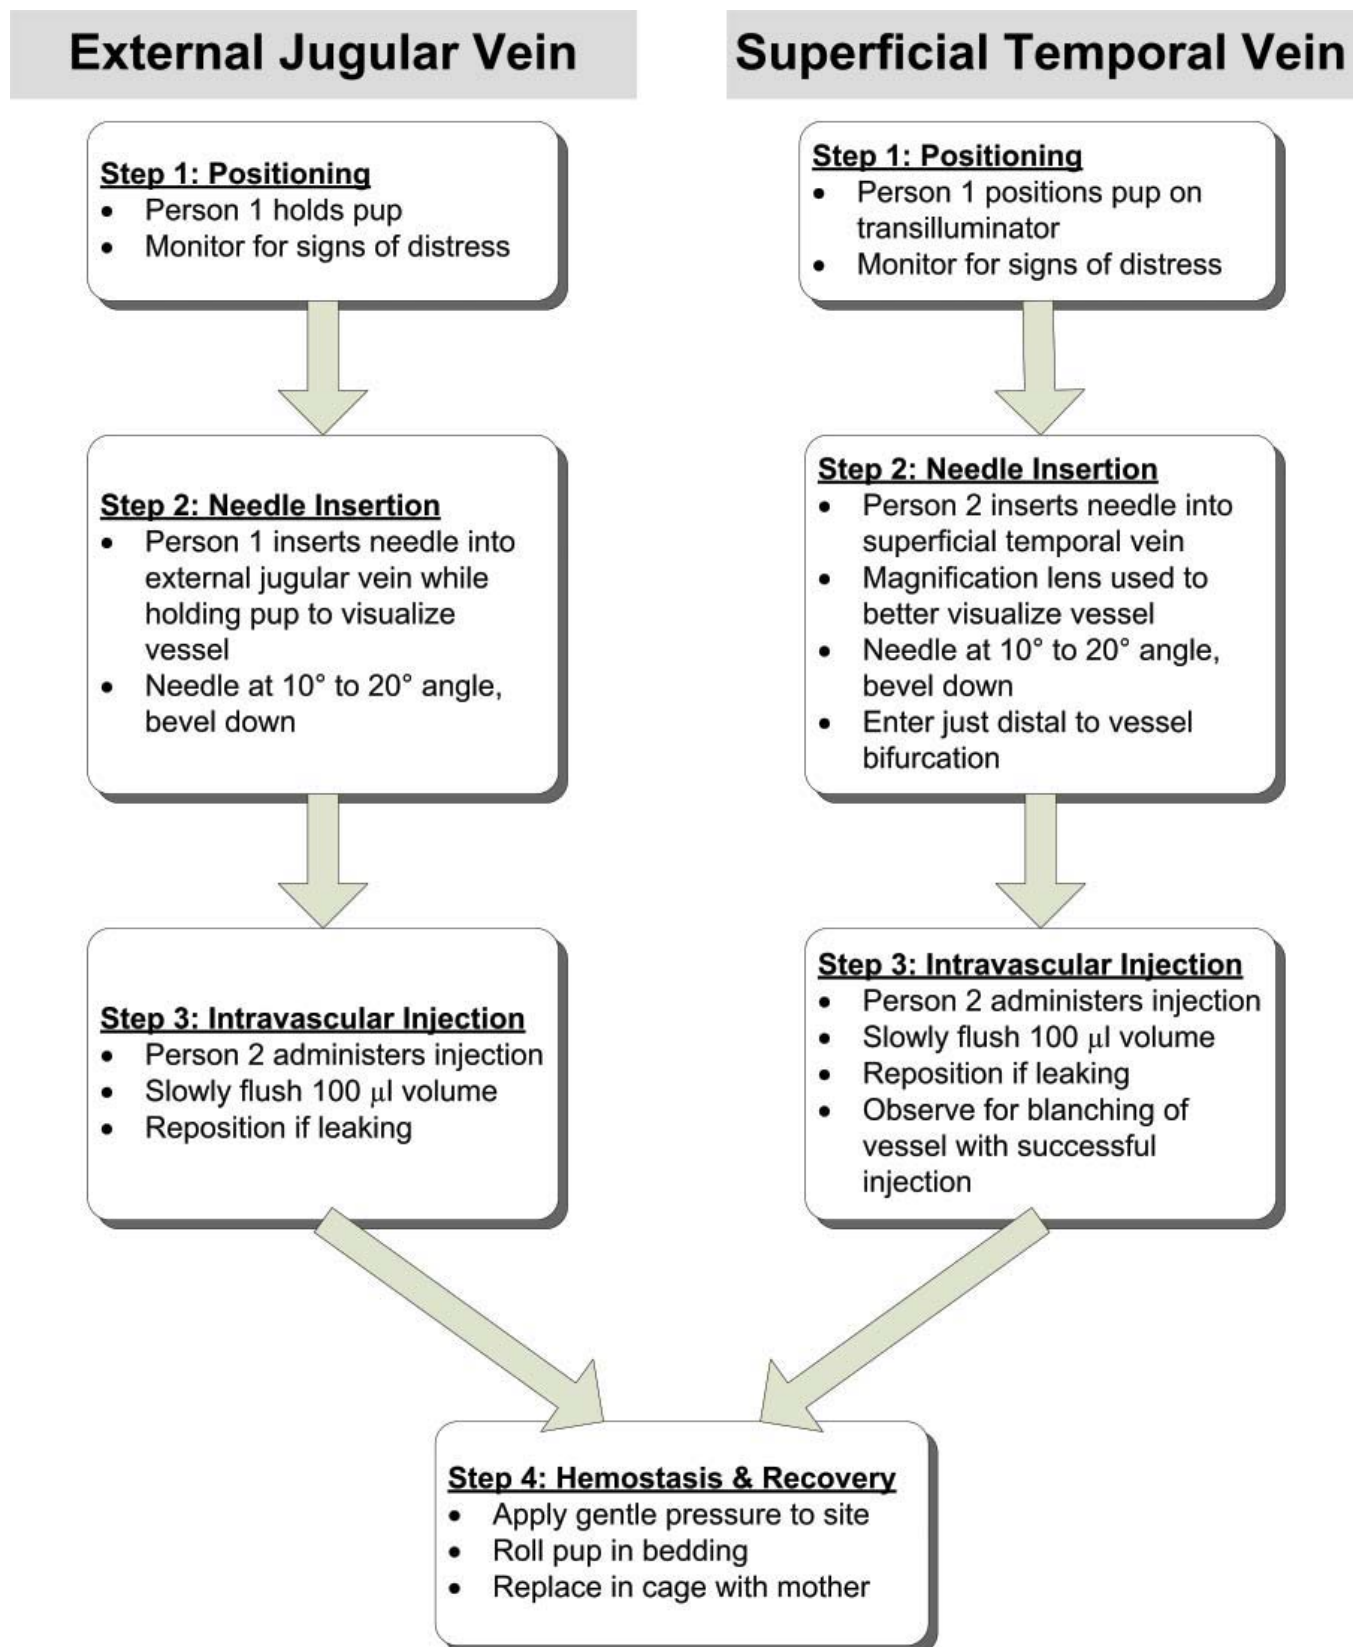 External Jugular Vein
Superficial Temporal Vein
Step 1: Positioning
• Person 1 holds pup
• Monitor for signs of distress
Step 1: Positioning
• Person 1 positions pup on
transilluminator
• Monitor for signs of distress
Step 2: Needle Insertion
• Person 1 inserts needle into
external jugular vein while
holding pup to visualize
vessel
• Needle at 10° to 20° angle,
bevel down
Step 2: Needle Insertion
• Person 2 inserts needle into
superficial temporal vein
• Magnification lens used to
better visualize vessel
• Needle at 10° to 20° angle,
bevel down
• Enter just distal to vessel
bifurcation
Step 3: Intravascular Injection
• Person 2 administers injection
• Slowly flush 100 μl volume
• Reposition if leaking
Step 3: Intravascular Injection
• Person 2 administers injection
• Slowly flush 100 μl volume
• Reposition if leaking
• Observe for blanching of
vessel with successful
injection
Step 4: Hemostasis & Recovery
• Apply gentle pressure to site
• Roll pup in bedding
• Replace in cage with mother